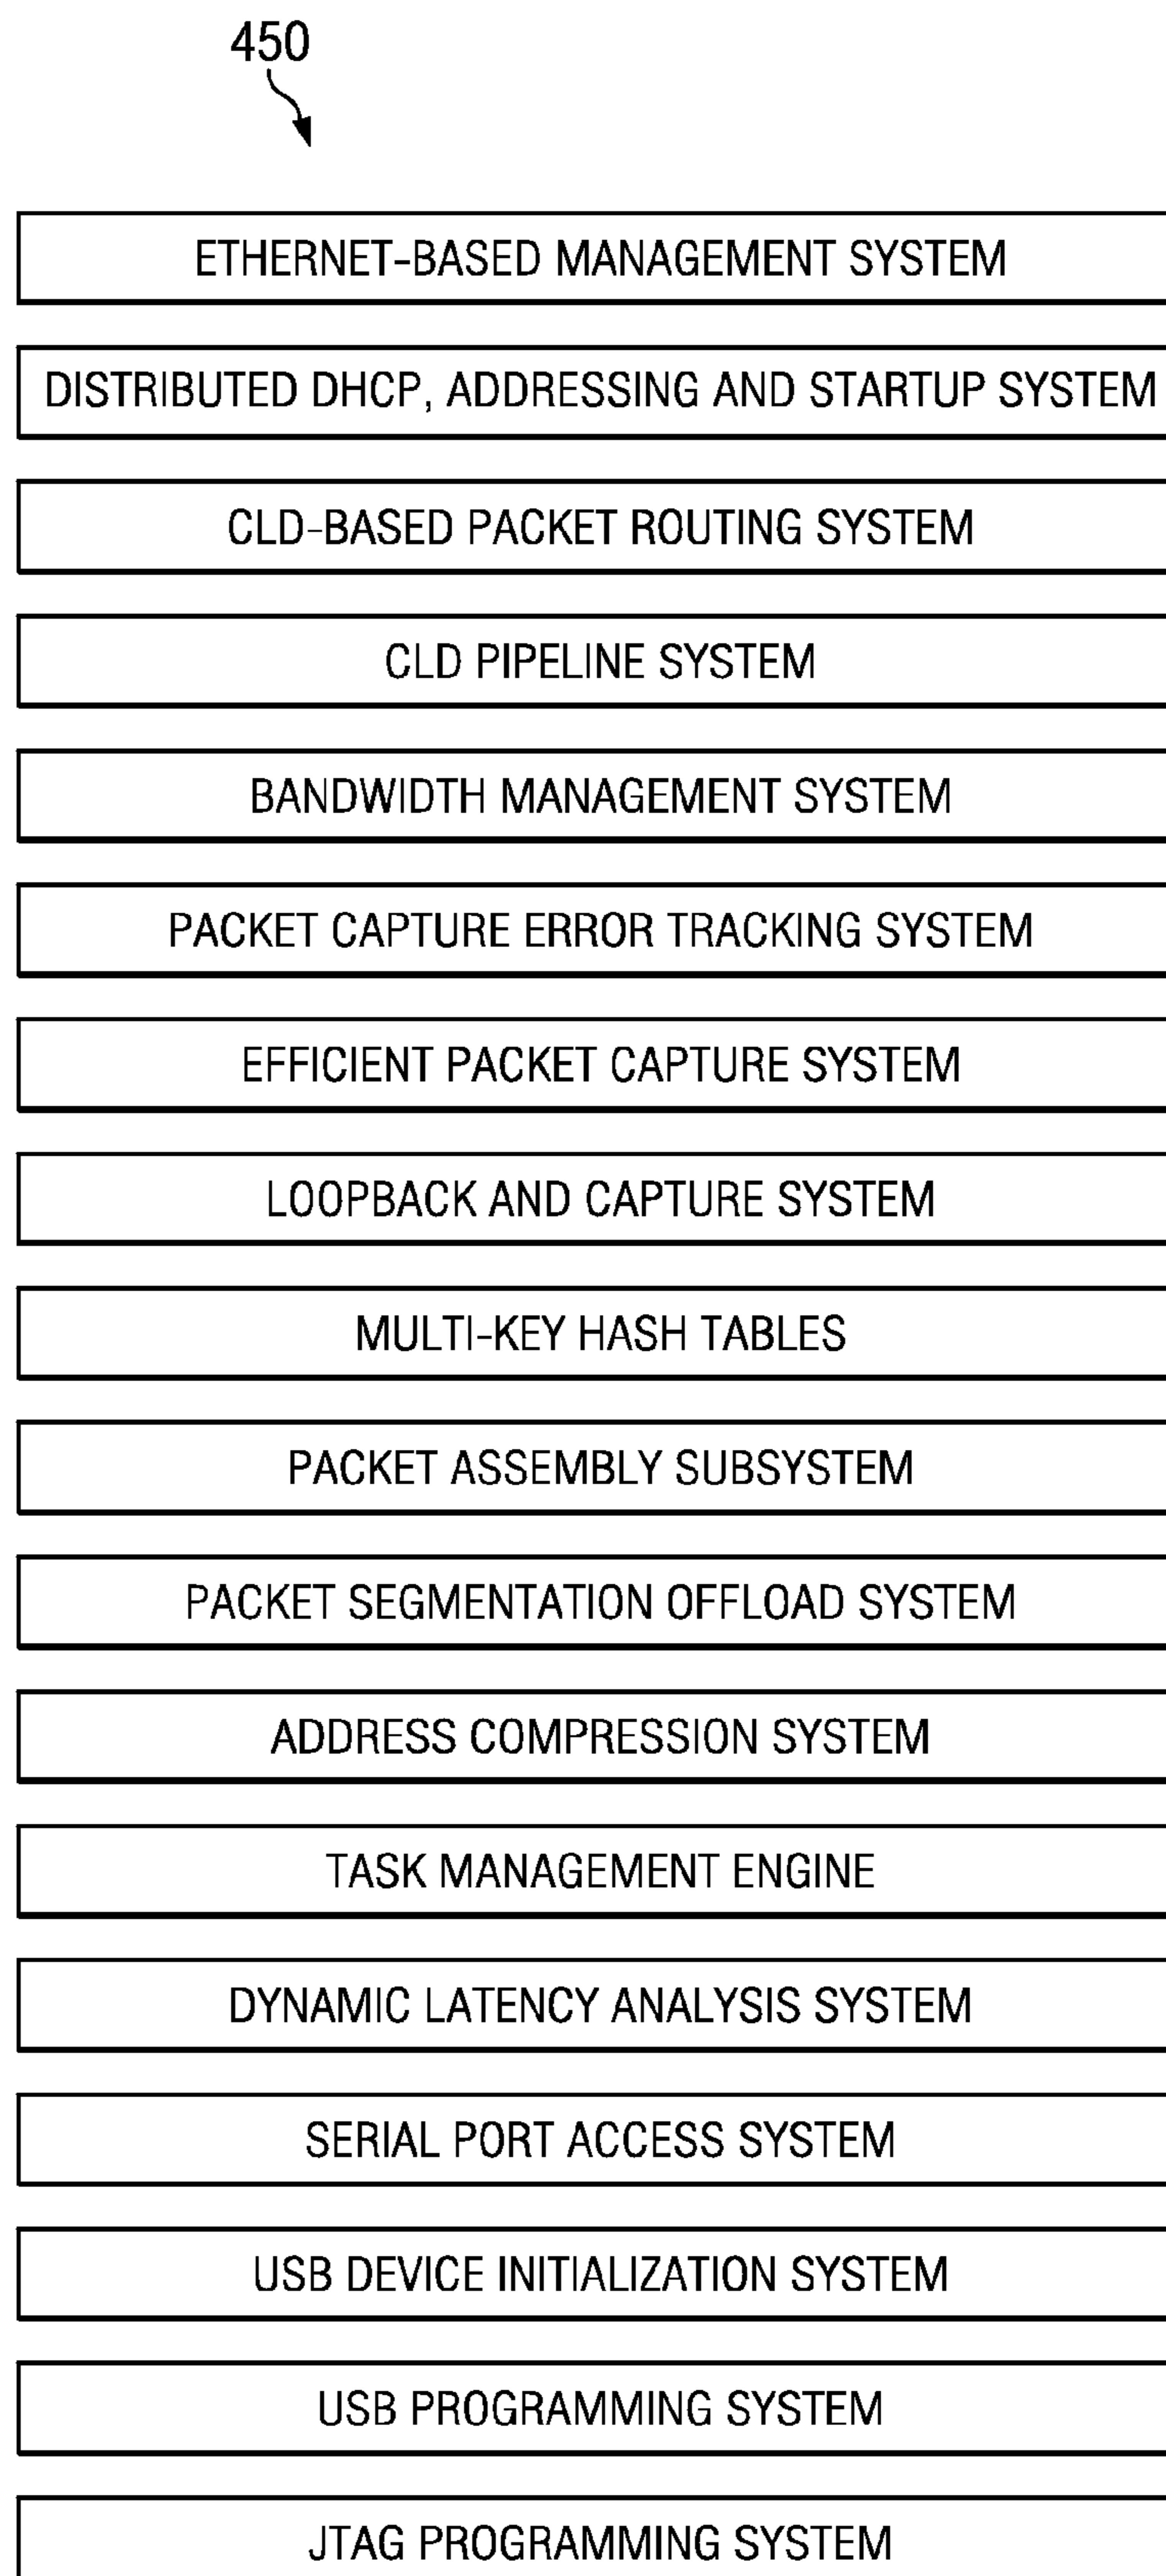 450
ETHERNET-BASED MANAGEMENT SYSTEM
DISTRIBUTED DHCP, ADDRESSING AND STARTUP SYSTEM
CLD-BASED PACKET ROUTING SYSTEM
CLD PIPELINE SYSTEM
BANDWIDTH MANAGEMENT SYSTEM
PACKET CAPTURE ERROR TRACKING SYSTEM
EFFICIENT PACKET CAPTURE SYSTEM
LOOPBACK AND CAPTURE SYSTEM
MULTI-KEY HASH TABLES
PACKET ASSEMBLY SUBSYSTEM
PACKET SEGMENTATION OFFLOAD SYSTEM
ADDRESS COMPRESSION SYSTEM
TASK MANAGEMENT ENGINE
DYNAMIC LATENCY ANALYSIS SYSTEM
SERIAL PORT ACCESS SYSTEM
USB DEVICE INITIALIZATION SYSTEM
USB PROGRAMMING SYSTEM
JTAG PROGRAMMING SYSTEM